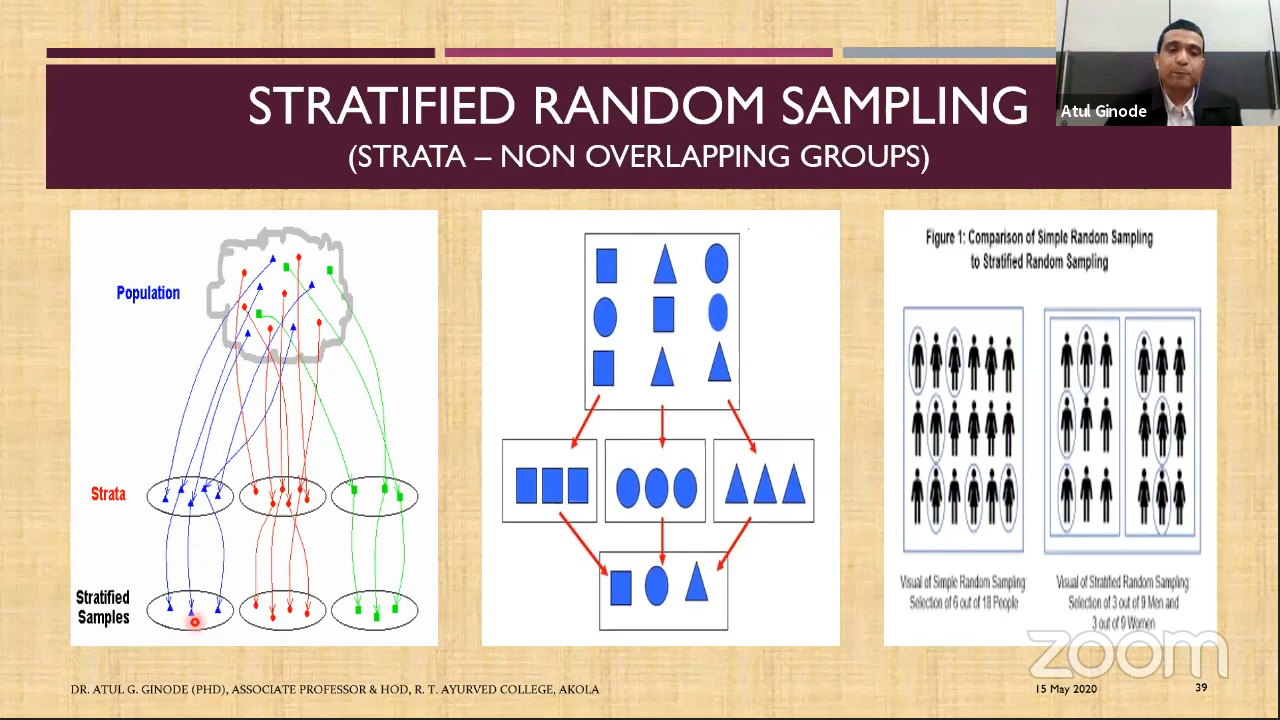 STRATIFIED RANDOM SAMPLING
(STRATA – NON OVERLAPPING GROUPS)
Atul Ginode
Population
Strata
Stratified
Samples
Figure 1: Comparison of Simple Random Sampling
to Stratified Random Sampling
Visual of Simple Random Sampling:
Selection of 6 out of 18 People
Visual of Stratified Random Sampling:
Selection of 3 out of 9 Men and
3 out of 9 Women
zoom
DR. ATUL G. GINODE (PHD), ASSOCIATE PROFESSOR & HOD, R. T. AYURVED COLLEGE, AKOLA
15 May 2020
39